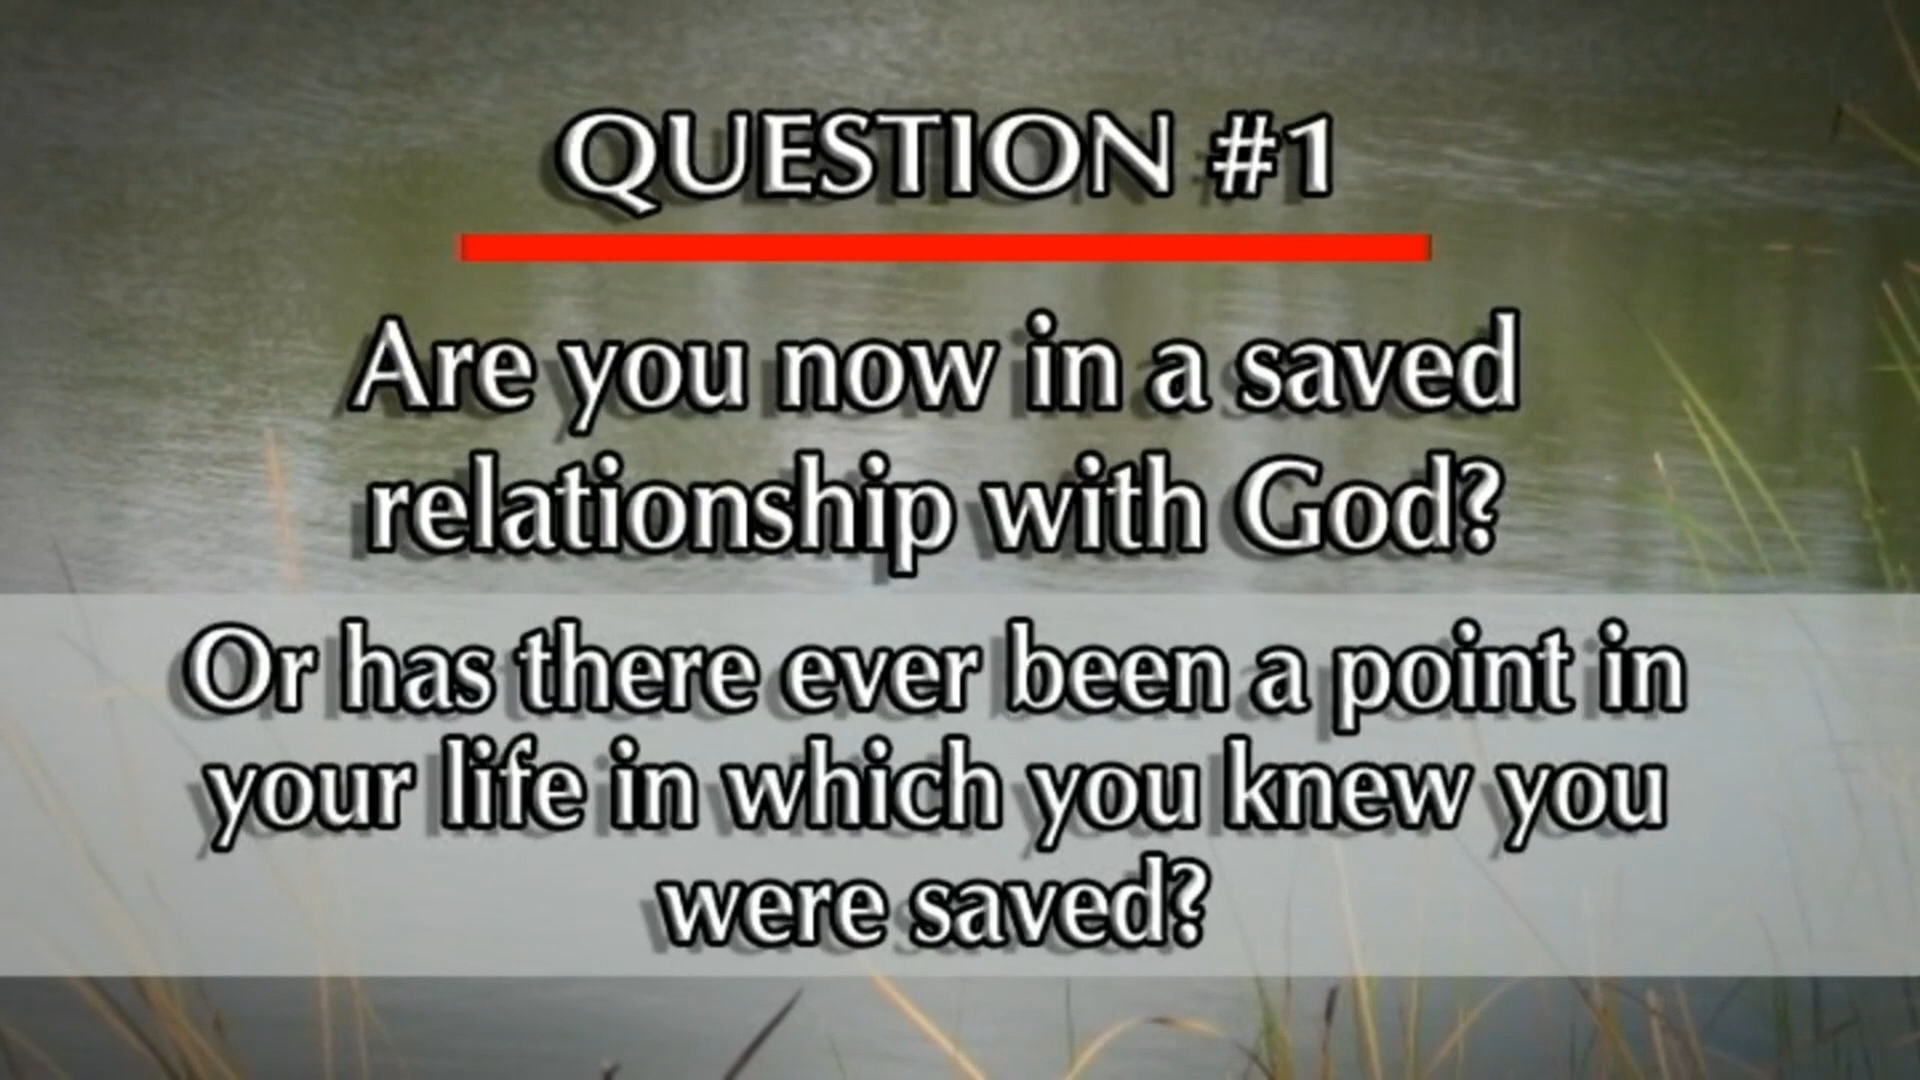 QUESTION #1
Are you now in a saved
relationship with God?
Or has there ever been a point in
your life in which you knew you
were saved?